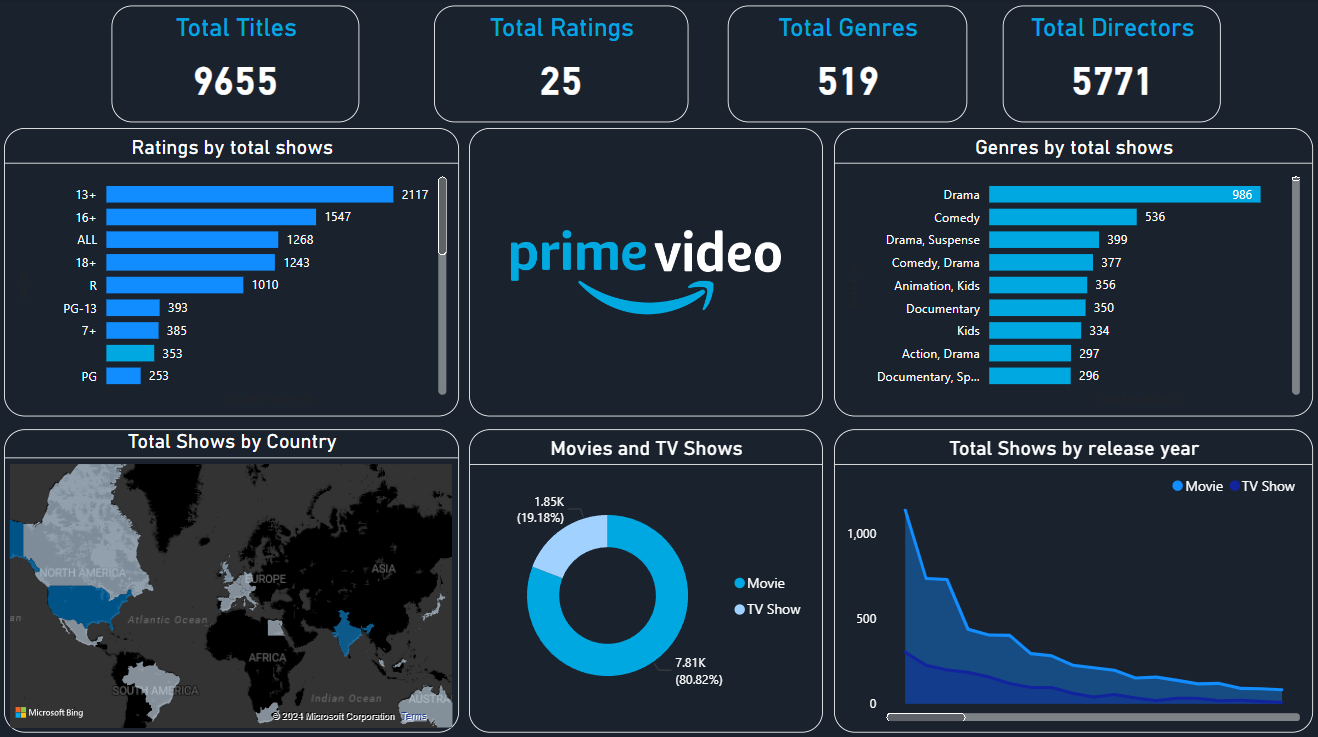 Total Titles
9655
Total Ratings
25
Total Genres
519
Total Directors
5771
Ratings by total shows
13+ 2117
16+ 1547
ALL 1268
18+ 1243
R 1010
PG-13 393
7+ 385
353
PG 253
prime video
Genres by total shows
Drama 986
Comedy 536
Drama, Suspense 399
Comedy, Drama 377
Animation, Kids 356
Documentary 350
Kids 334
Action, Drama 297
Documentary, Sp... 296
Total Shows by Country
NORTH AMERICA
EUROPE
ASIA
an
Atlantic Ocean
AFRICA
SOUTH AMERICA
Indian Ocean
AUSTRA
Microsoft Bing
© 2024 Microsoft Corporation Terms
Movies and TV Shows
1.85K
(19.18%)
Movie
TV Show
7.81K
(80.82%)
Total Shows by release year
Movie TV Show
1,000
500
0